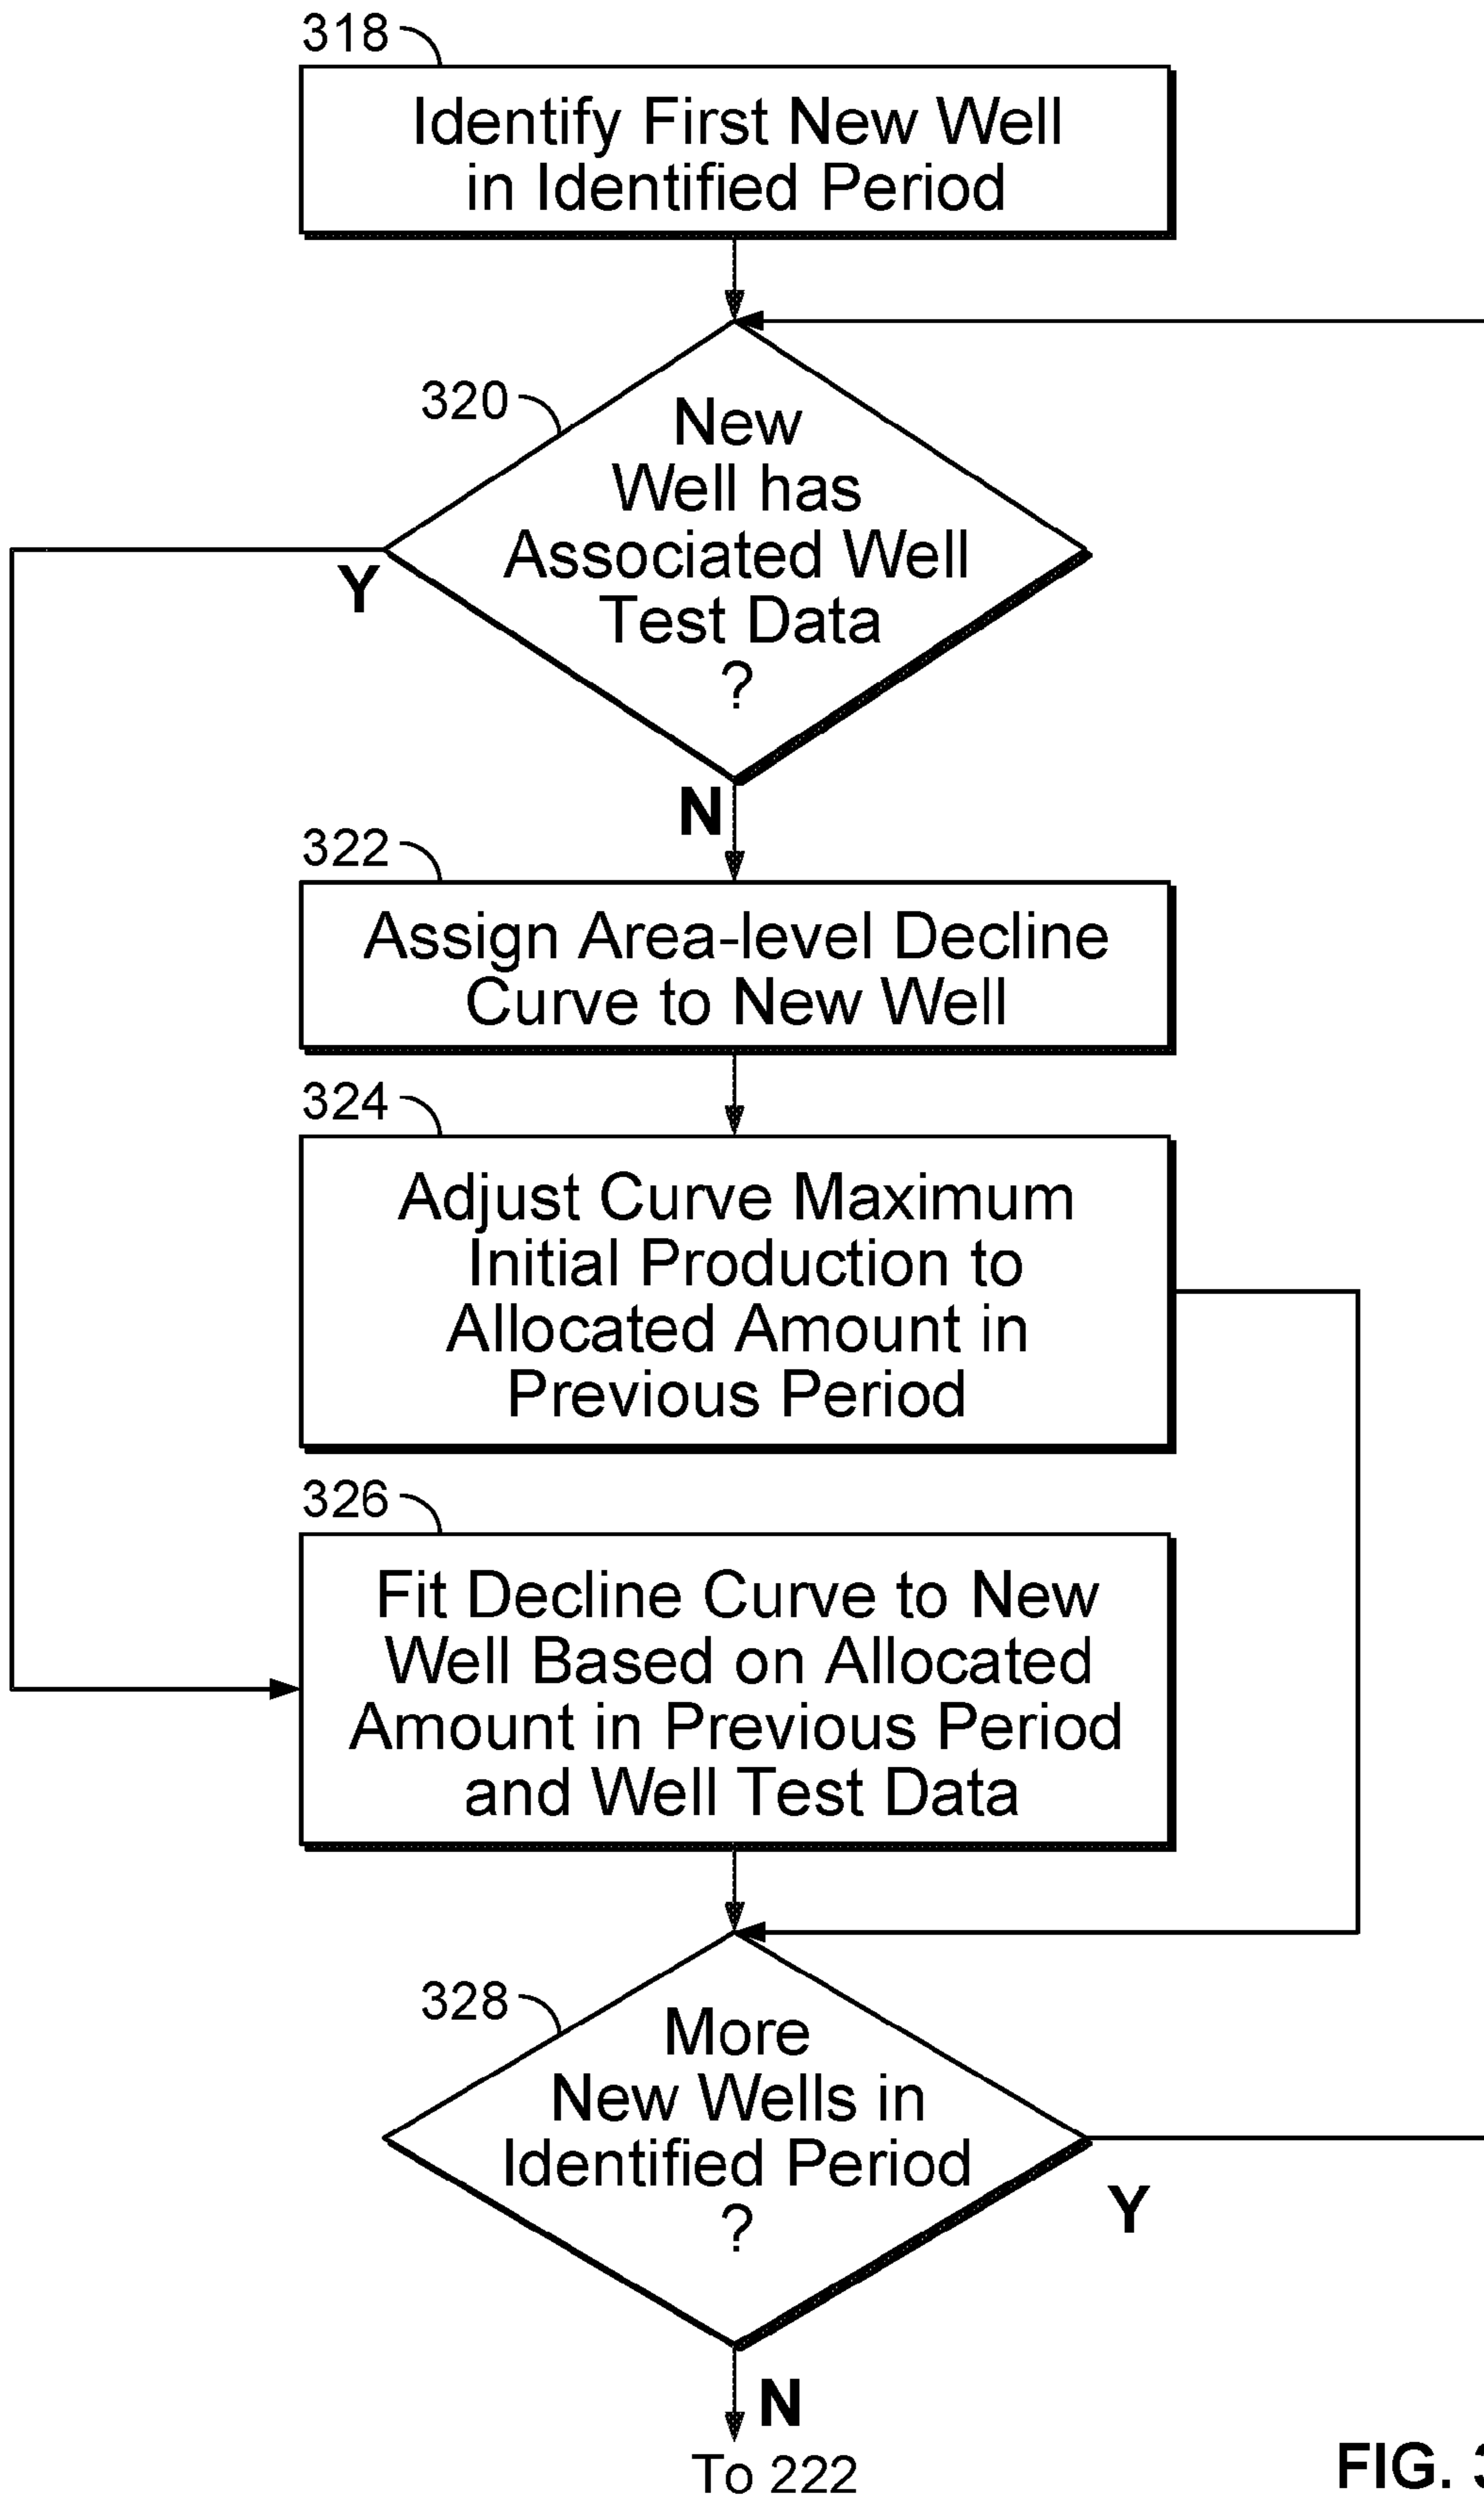 318
Identify First New Well
in Identified Period
320
New
Well has
Associated Well
Test Data
?
Y
N
322
Assign Area-level Decline
Curve to New Well
324
Adjust Curve Maximum
Initial Production to
Allocated Amount in
Previous Period
326
Fit Decline Curve to New
Well Based on Allocated
Amount in Previous Period
and Well Test Data
328
More
New Wells in
Identified Period
?
Y
N
To 222
FIG.